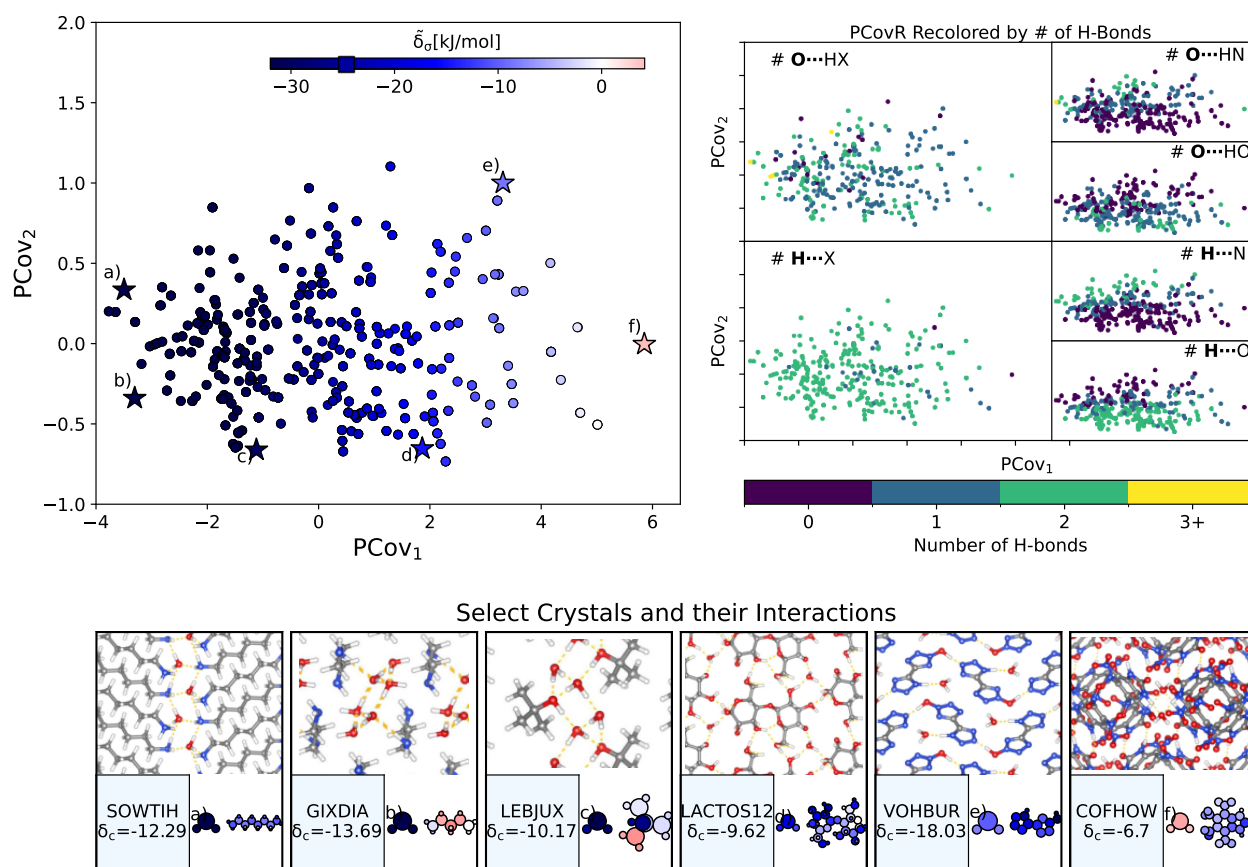 2.0
1.5
1.0
0.5
0.0
−0.5
−1.0
PCov₂
−4
−2
0
2
4
6
PCov₁
δ̃σ[kJ/mol]
−30
−20
−10
0
a)
b)
c)
d)
e)
f)
PCovR Recolored by # of H-Bonds
# O···HX
# O···HN
# O···HO
# H···X
# H···N
# H···O
PCov₂
PCov₂
PCov₁
0
1
2
3+
Number of H-bonds
Select Crystals and their Interactions
SOWTIH
δc=-12.29
a)
GIXDIA
δc=-13.69
b)
LEBJUX
δc=-10.17
c)
LACTOS12
δc=-9.62
d)
VOHBUR
δc=-18.03
e)
COFHOW
δc=-6.7
f)